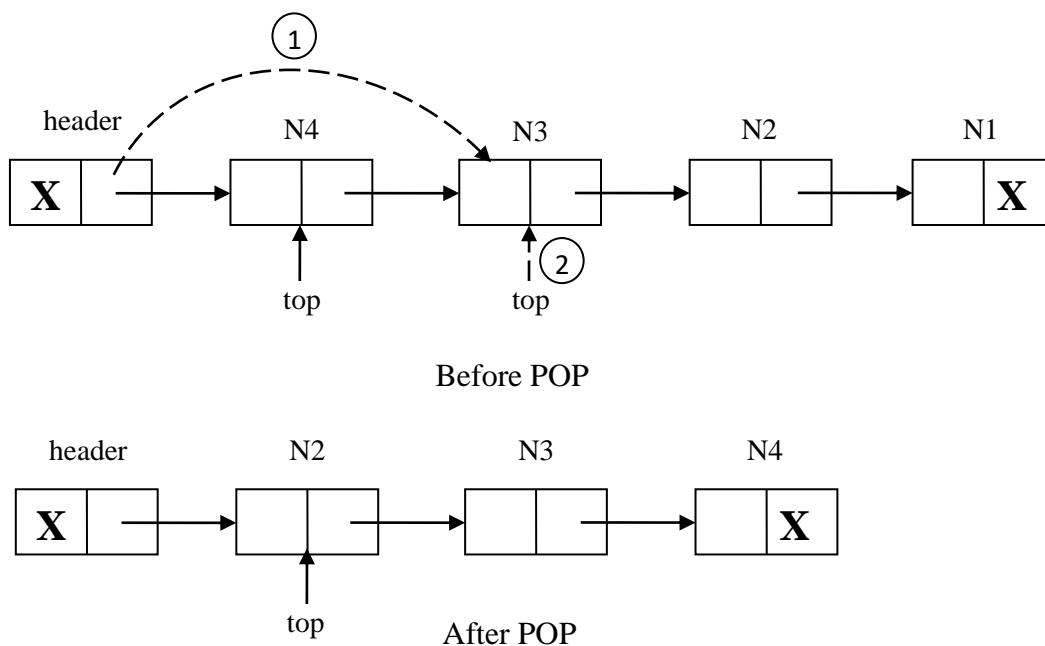 1
header N4 N3 N2 N1
X X
2
top top
Before POP
header N2 N3 N4
X X
top
After POP